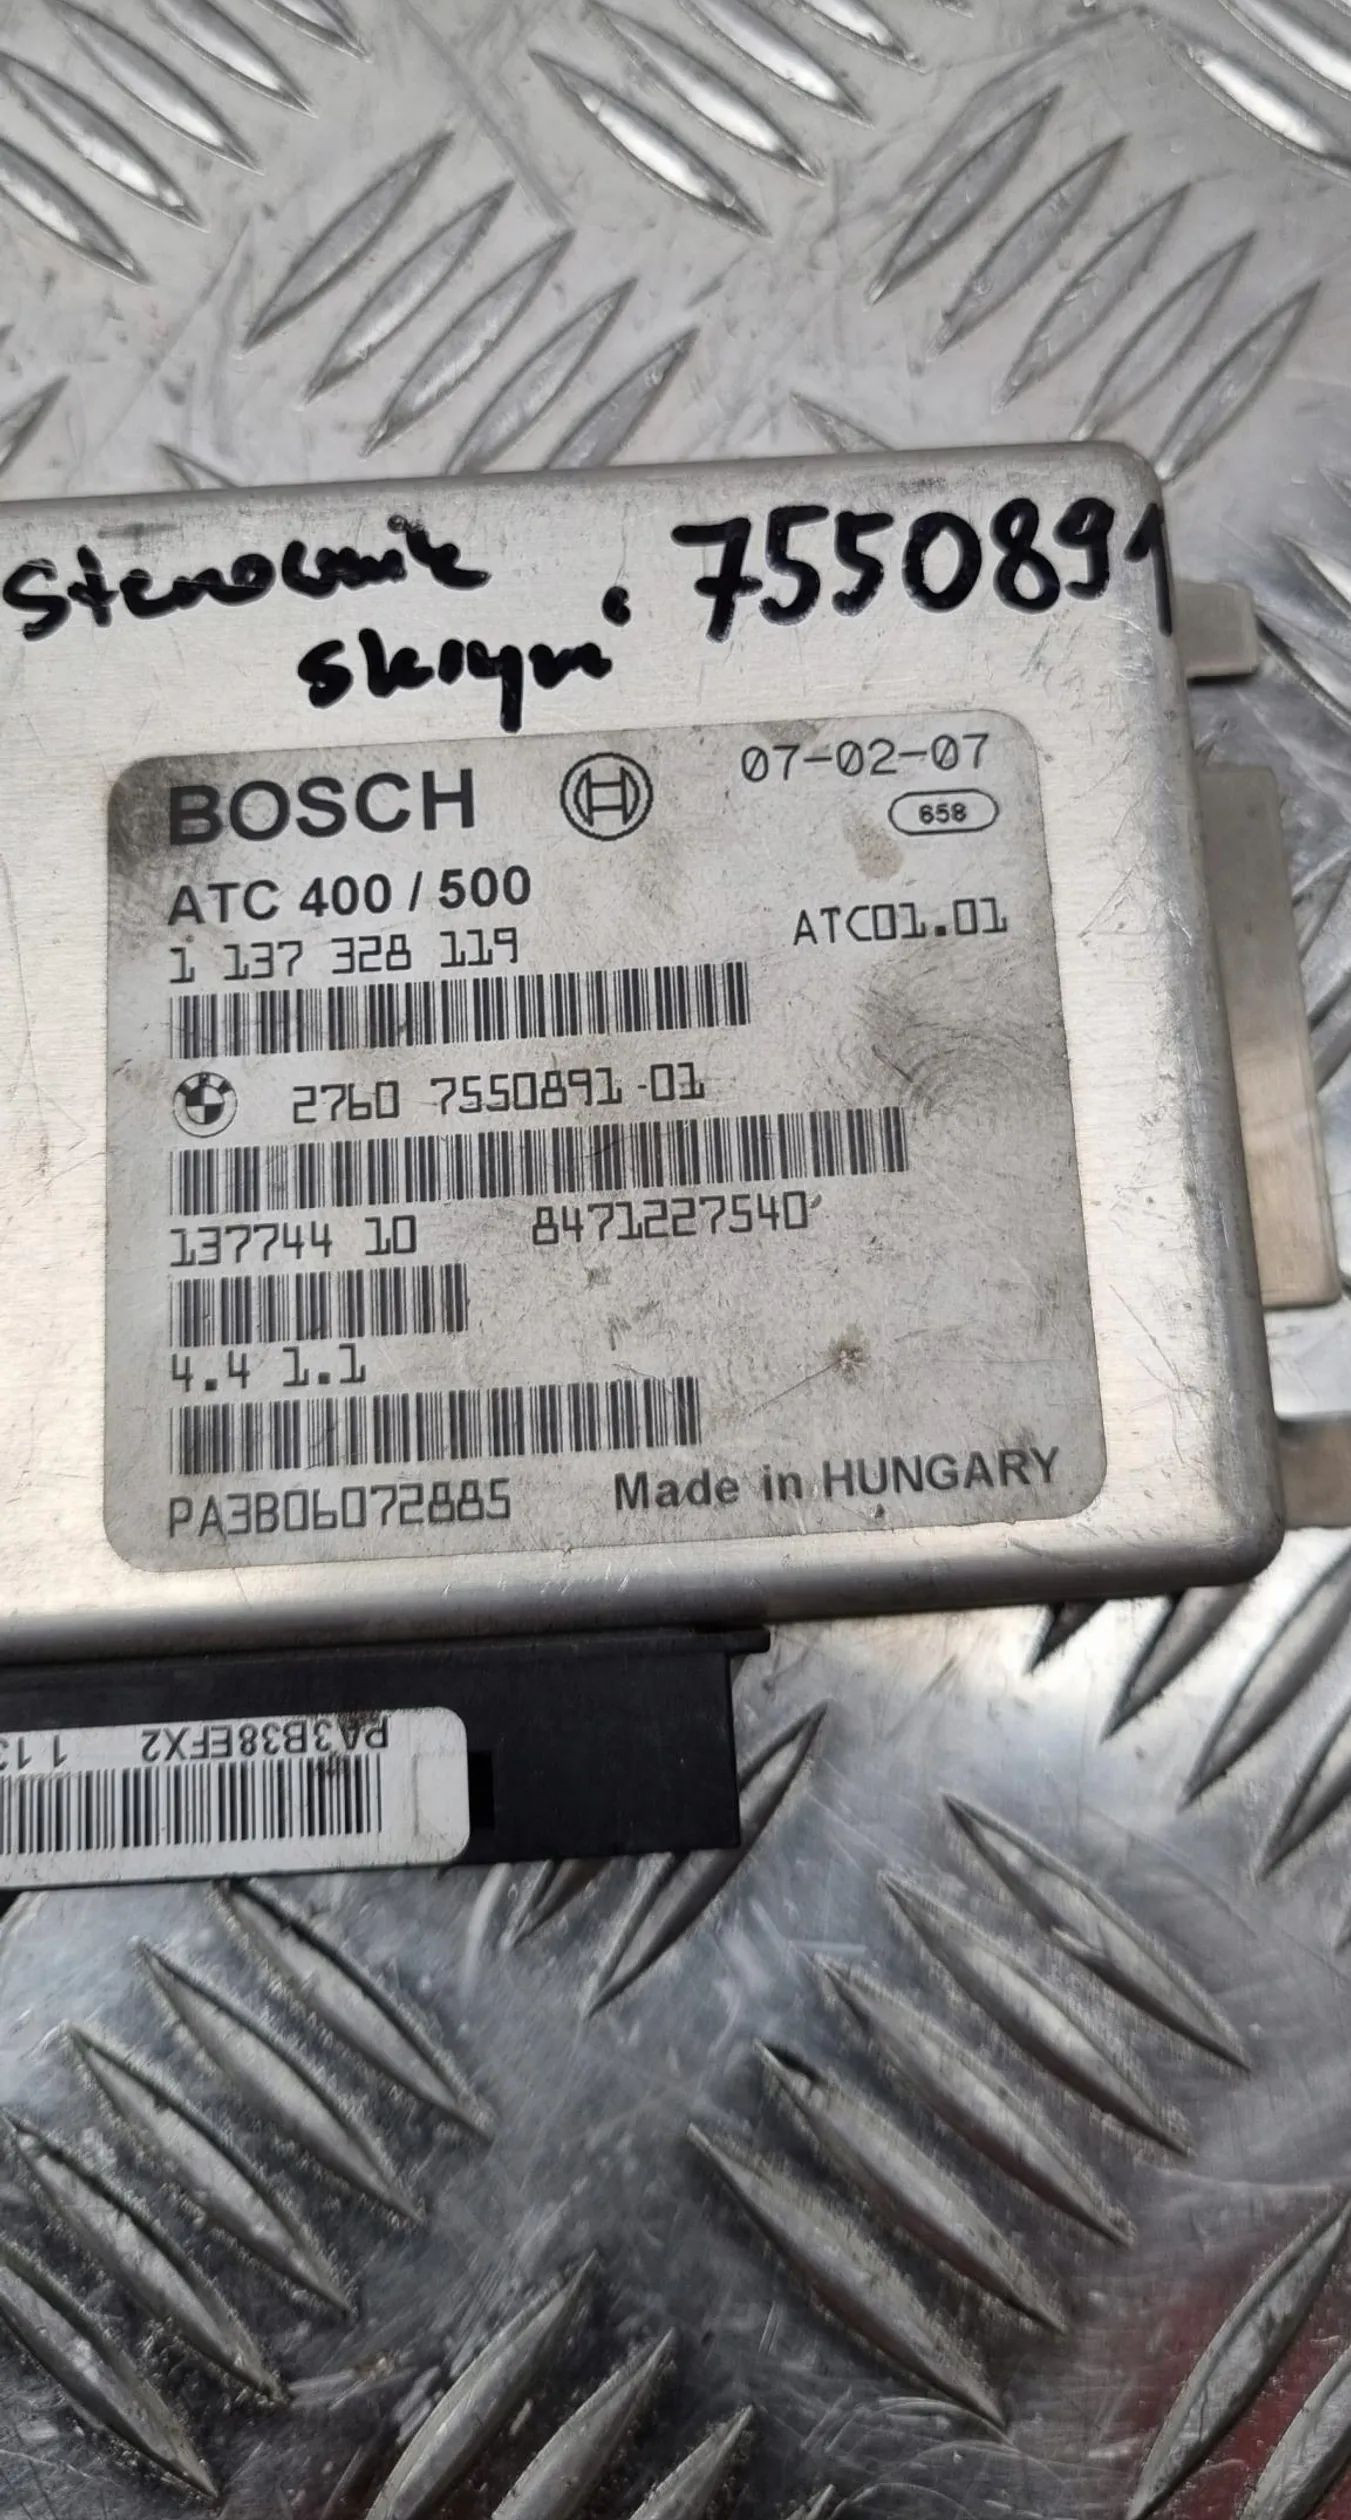 Sterownik
skrzyni
7550891
BOSCH
07-02-07
658
ATC 400 / 500
ATC01.01
1 137 328 119
2760 7550891-01
137744 10 8471227540
4.4 1.1
PA3B06072885
Made in HUNGARY
PA3B38EFX2